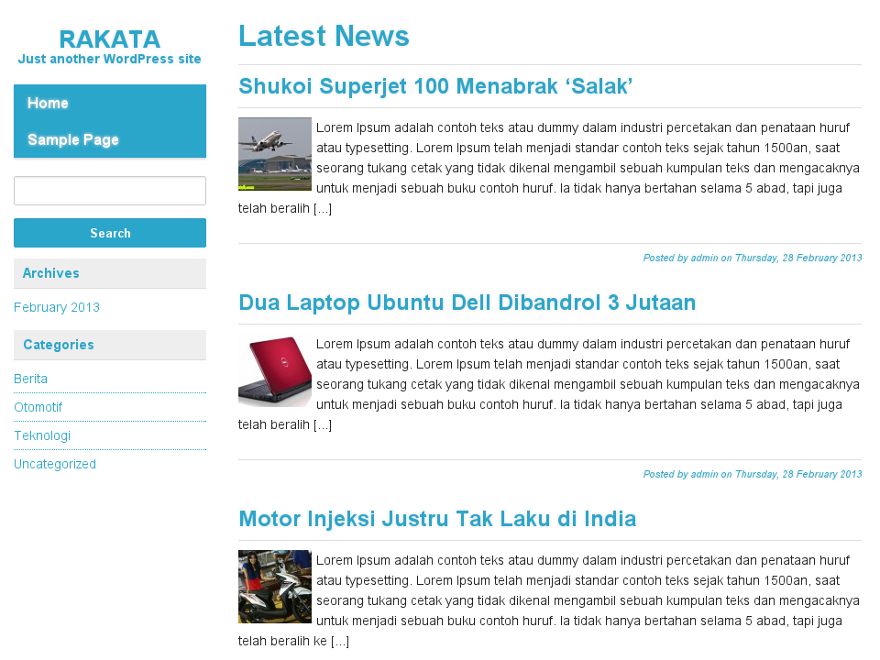 RAKATA
Just another WordPress site
Home
Sample Page
Search
Archives
February 2013
Categories
Berita
Otomotif
Teknologi
Uncategorized
Latest News
Shukoi Superjet 100 Menabrak ‘Salak’
Lorem Ipsum adalah contoh teks atau dummy dalam industri percetakan dan penataan huruf
atau typesetting. Lorem Ipsum telah menjadi standar contoh teks sejak tahun 1500an, saat
seorang tukang cetak yang tidak dikenal mengambil sebuah kumpulan teks dan mengacaknya
untuk menjadi sebuah buku contoh huruf. Ia tidak hanya bertahan selama 5 abad, tapi juga
telah beralih [...]
Posted by admin on Thursday, 28 February 2013
Dua Laptop Ubuntu Dell Dibandrol 3 Jutaan
Lorem Ipsum adalah contoh teks atau dummy dalam industri percetakan dan penataan huruf
atau typesetting. Lorem Ipsum telah menjadi standar contoh teks sejak tahun 1500an, saat
seorang tukang cetak yang tidak dikenal mengambil sebuah kumpulan teks dan mengacaknya
untuk menjadi sebuah buku contoh huruf. Ia tidak hanya bertahan selama 5 abad, tapi juga
telah beralih [...]
Posted by admin on Thursday, 28 February 2013
Motor Injeksi Justru Tak Laku di India
Lorem Ipsum adalah contoh teks atau dummy dalam industri percetakan dan penataan huruf
atau typesetting. Lorem Ipsum telah menjadi standar contoh teks sejak tahun 1500an, saat
seorang tukang cetak yang tidak dikenal mengambil sebuah kumpulan teks dan mengacaknya
untuk menjadi sebuah buku contoh huruf. Ia tidak hanya bertahan selama 5 abad, tapi juga
telah beralih ke [...]